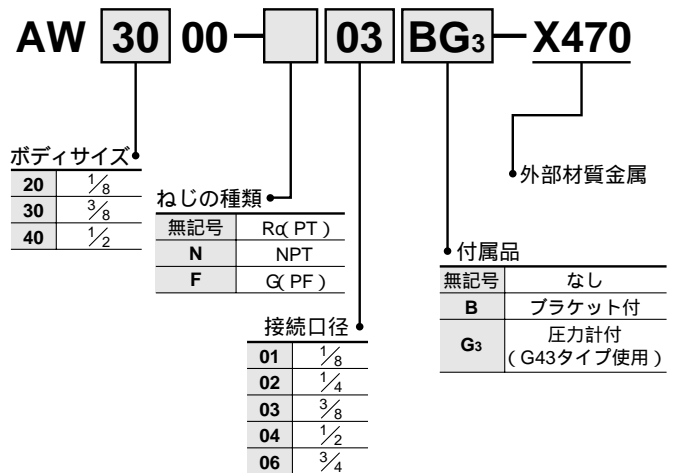 AW 30 00 — 03 BG3 — X470
ボディサイズ
20 1/8
30 3/8
40 1/2
ねじの種類
無記号 Rc(PT)
N NPT
F G(PF)
接続口径
01 1/8
02 1/4
03 3/8
04 1/2
06 3/4
外部材質金属
付属品
無記号 なし
B ブラケット付
G3 圧力計付
(G43タイプ使用)